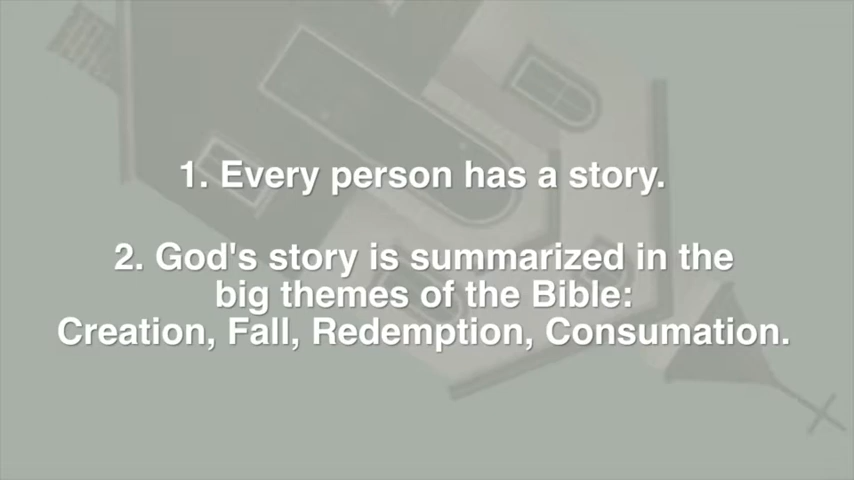 1. Every person has a story.
2. God's story is summarized in the
big themes of the Bible:
Creation, Fall, Redemption, Consumation.